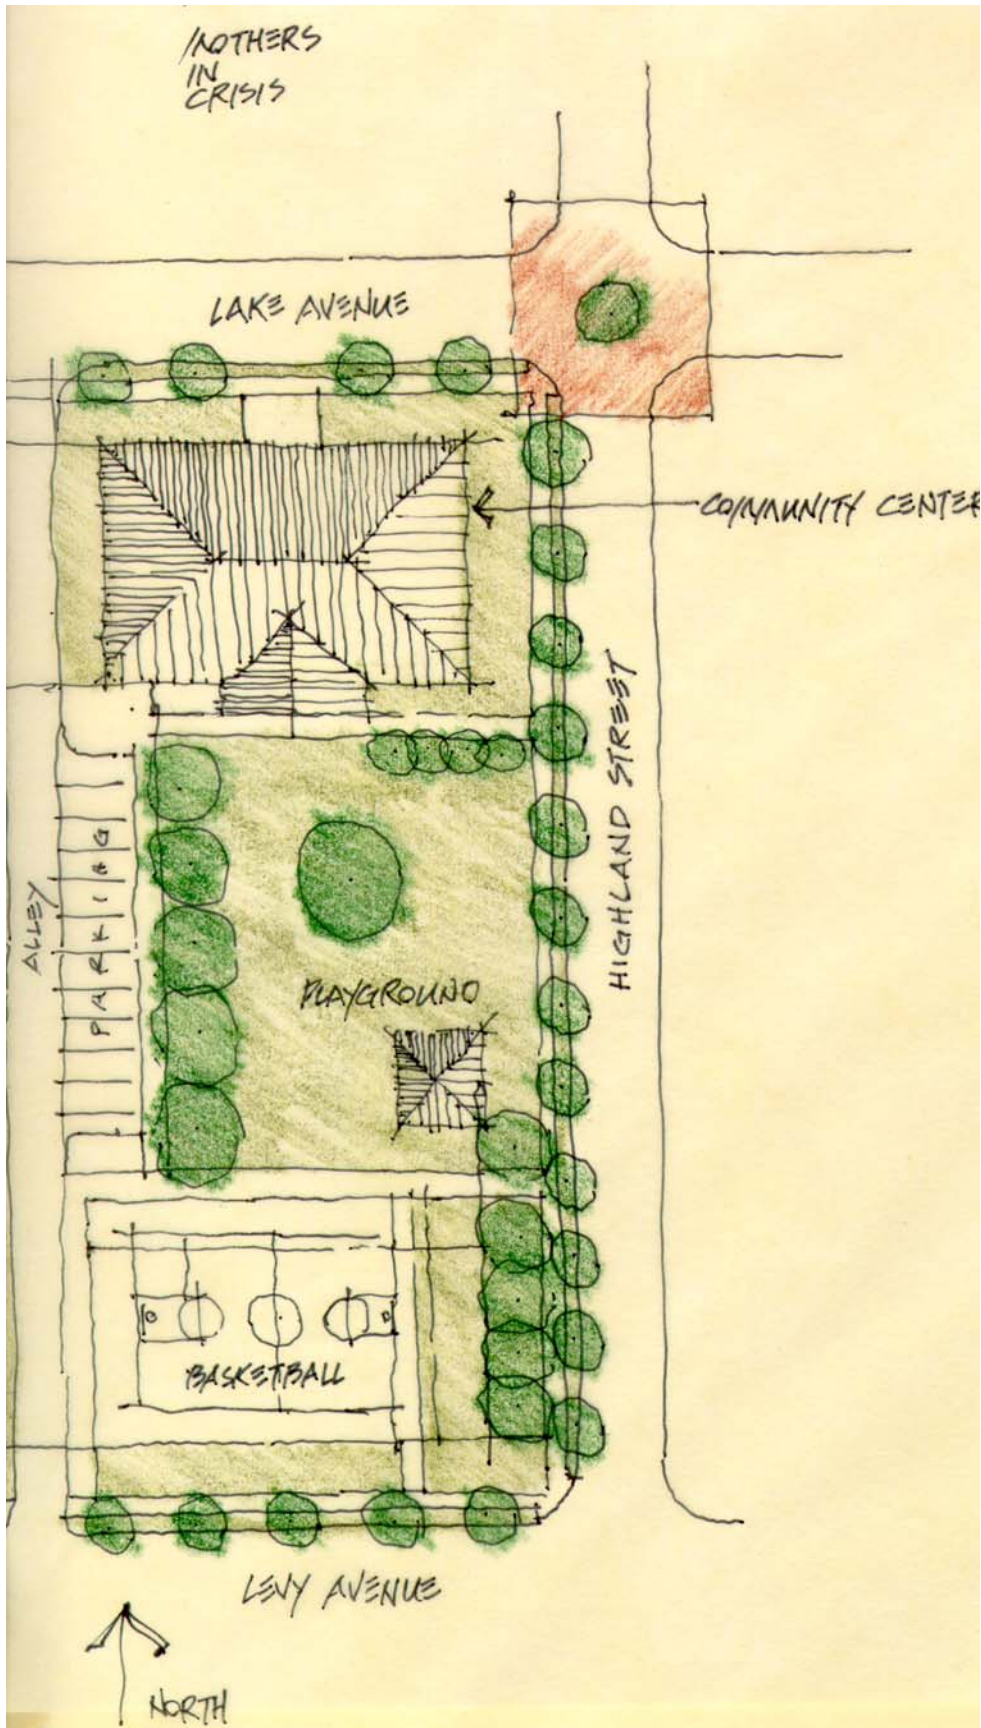 MOTHERS
IN
CRISIS
LAKE AVENUE
COMMUNITY CENTER
HIGHLAND STREET
PARKING
ALLEY
PLAYGROUND
BASKETBALL
LEVY AVENUE
NORTH